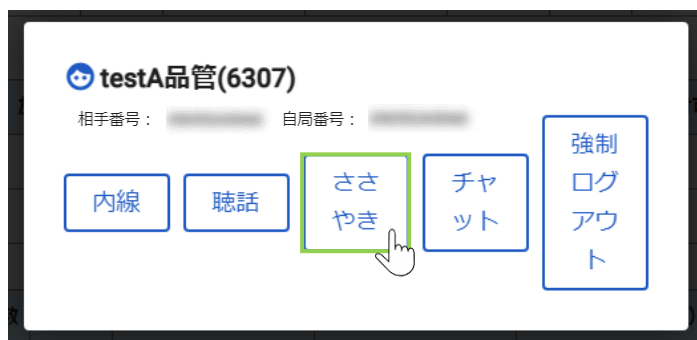 testA品管(6307)
相手番号： 自局番号：
内線
聴話
ささ
やき
チャ
ット
強制
ログ
アウ
ト
数